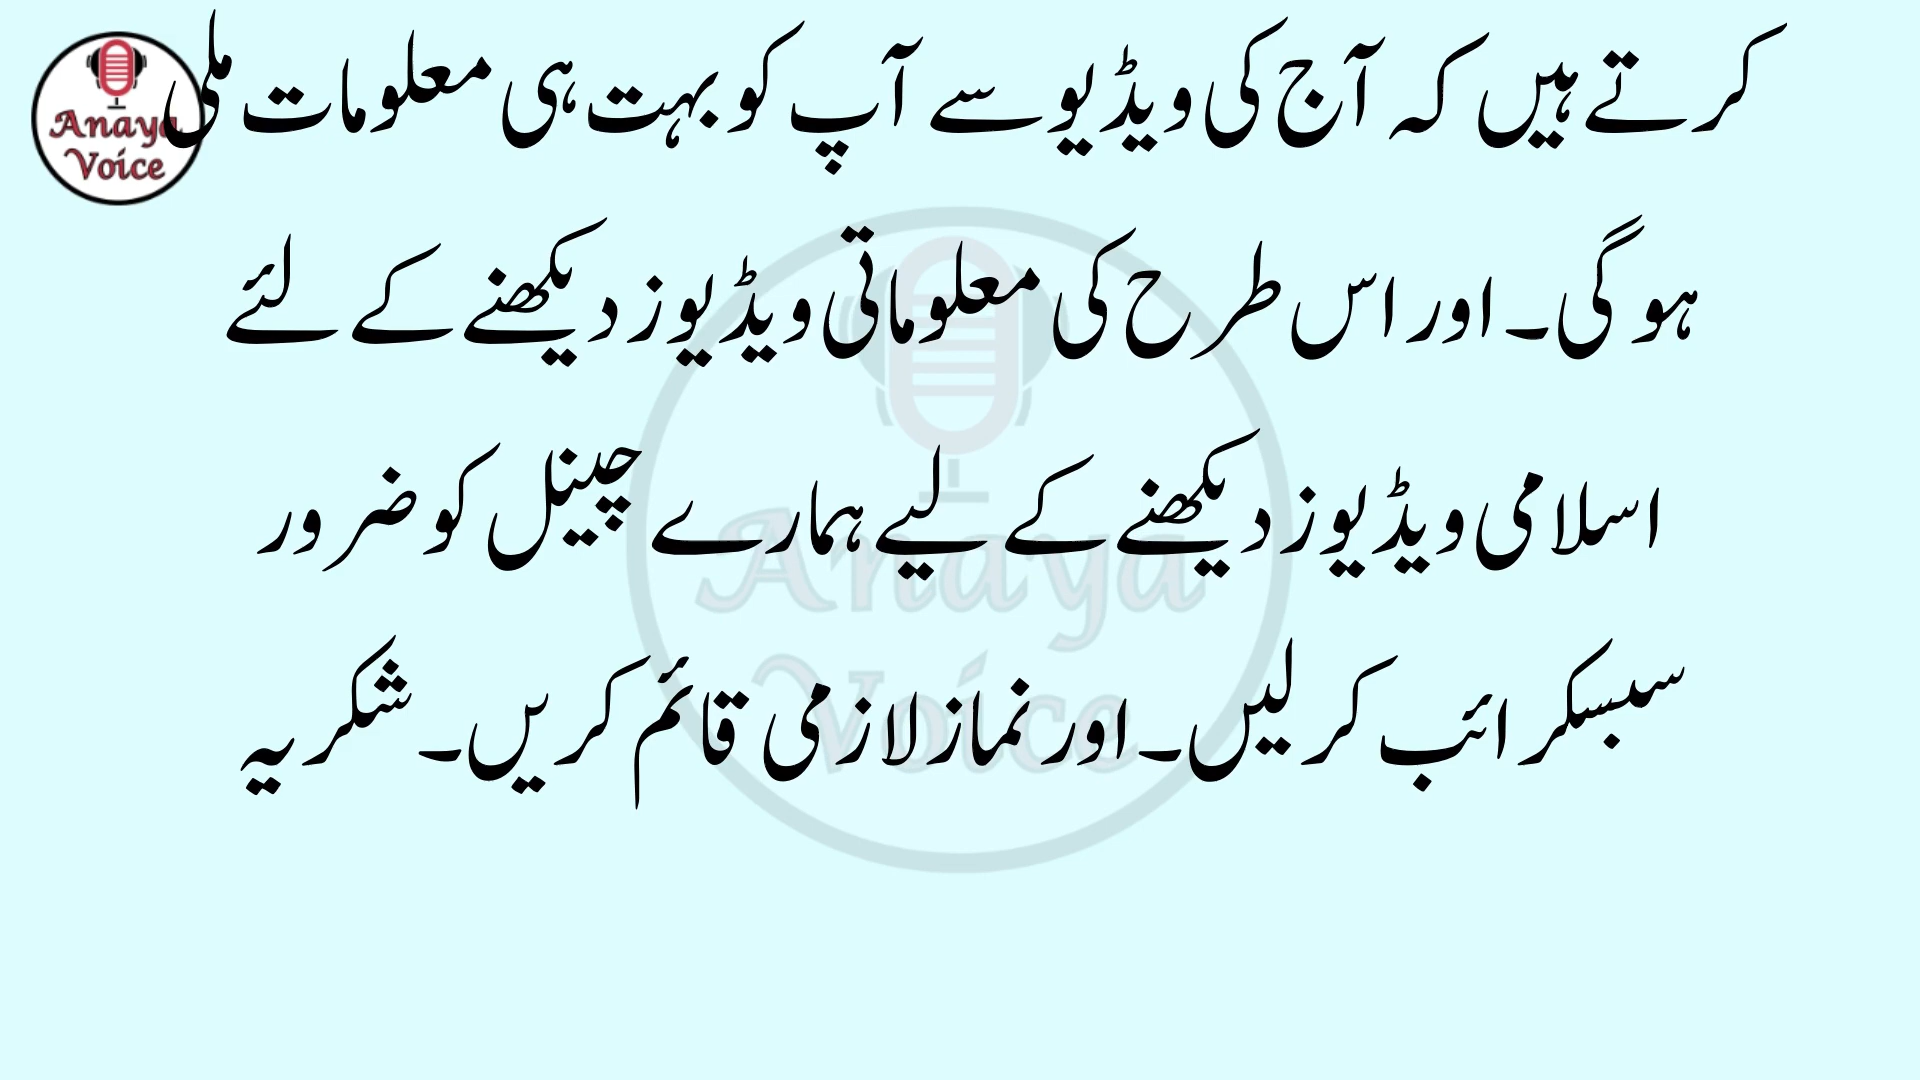 Anaya
Voice
کرتے ہیں کہ آج کی ویڈیو سے آپ کو بہت ہی معلومات ملی
ہو گی۔ اور اس طرح کی معلوماتی ویڈیوز دیکھنے کے لئے
اسلامی ویڈیوز دیکھنے کے لیے ہمارے چینل کو ضرور
سبسکرائب کر لیں۔ اور نماز لازمی قائم کریں۔ شکریہ
Anaya
Voice